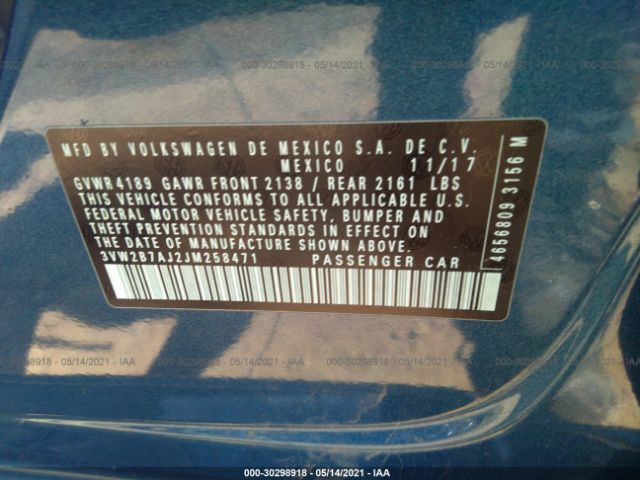 000-30298918 - 05/14/2021 - IAA
MFD BY VOLKSWAGEN DE MEXICO S.A. DE C.V.
MEXICO 11/17
GVWR 4189 GAWR FRONT 2138 / REAR 2161 LBS
THIS VEHICLE CONFORMS TO ALL APPLICABLE U.S.
FEDERAL MOTOR VEHICLE SAFETY, BUMPER AND
THEFT PREVENTION STANDARDS IN EFFECT ON
THE DATE OF MANUFACTURE SHOWN ABOVE.
3VW2B7AJ2JM258471 PASSENGER CAR
4656809 3156 M
000-30298918 - 05/14/2021 - IAA
000-30298918 - 05/14/2021 - IAA